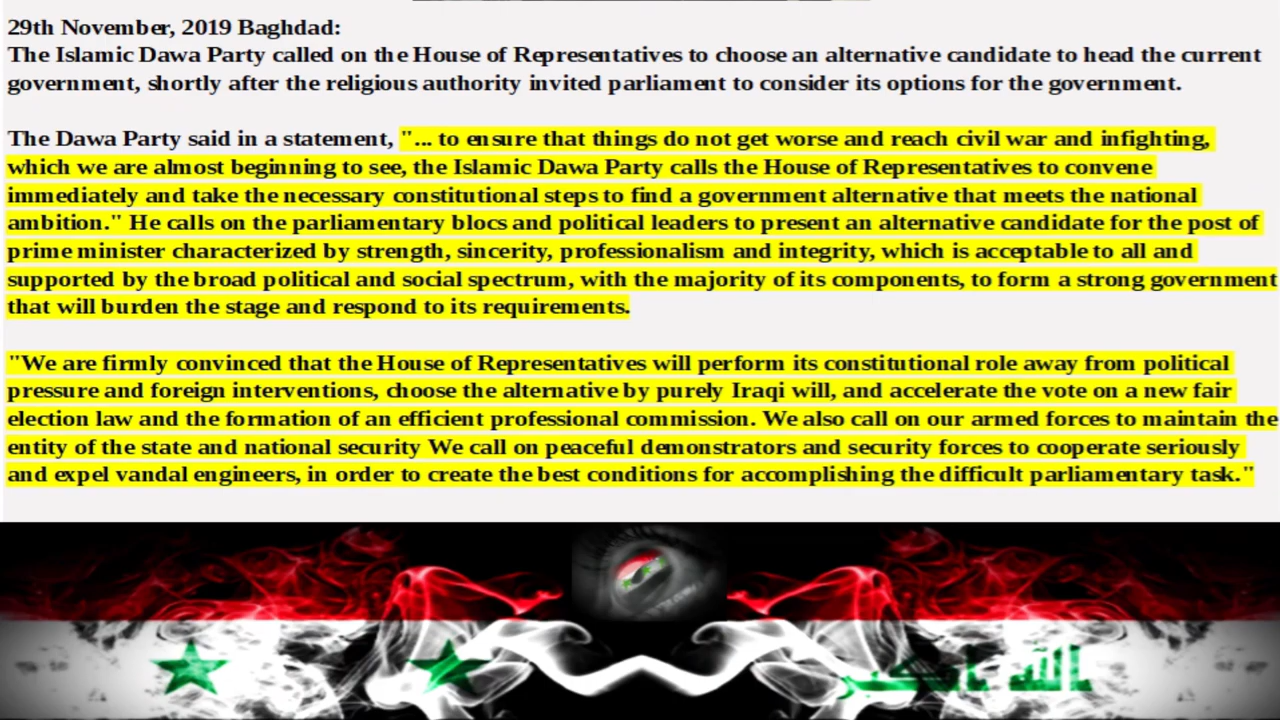 29th November, 2019 Baghdad:
The Islamic Dawa Party called on the House of Representatives to choose an alternative candidate to head the current
government, shortly after the religious authority invited parliament to consider its options for the government.
The Dawa Party said in a statement, "... to ensure that things do not get worse and reach civil war and infighting,
which we are almost beginning to see, the Islamic Dawa Party calls the House of Representatives to convene
immediately and take the necessary constitutional steps to find a government alternative that meets the national
ambition." He calls on the parliamentary blocs and political leaders to present an alternative candidate for the post of
prime minister characterized by strength, sincerity, professionalism and integrity, which is acceptable to all and
supported by the broad political and social spectrum, with the majority of its components, to form a strong government
that will burden the stage and respond to its requirements.
"We are firmly convinced that the House of Representatives will perform its constitutional role away from political
pressure and foreign interventions, choose the alternative by purely Iraqi will, and accelerate the vote on a new fair
election law and the formation of an efficient professional commission. We also call on our armed forces to maintain the
entity of the state and national security We call on peaceful demonstrators and security forces to cooperate seriously
and expel vandal engineers, in order to create the best conditions for accomplishing the difficult parliamentary task."
الله اكبر